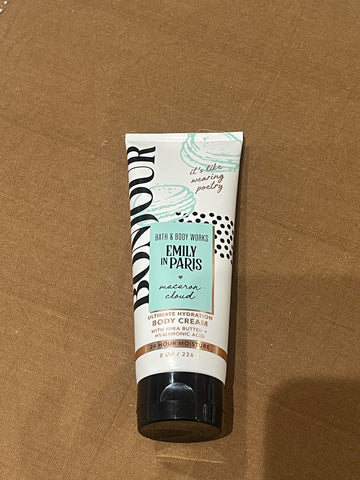 BONJOUR
it's like
wearing
poetry
BATH & BODY WORKS
EMILY
IN PARIS
macaron
cloud
ULTIMATE HYDRATION
BODY CREAM
WITH SHEA BUTTER +
HYALURONIC ACID
24 HOUR MOISTURE
8 OZ / 226